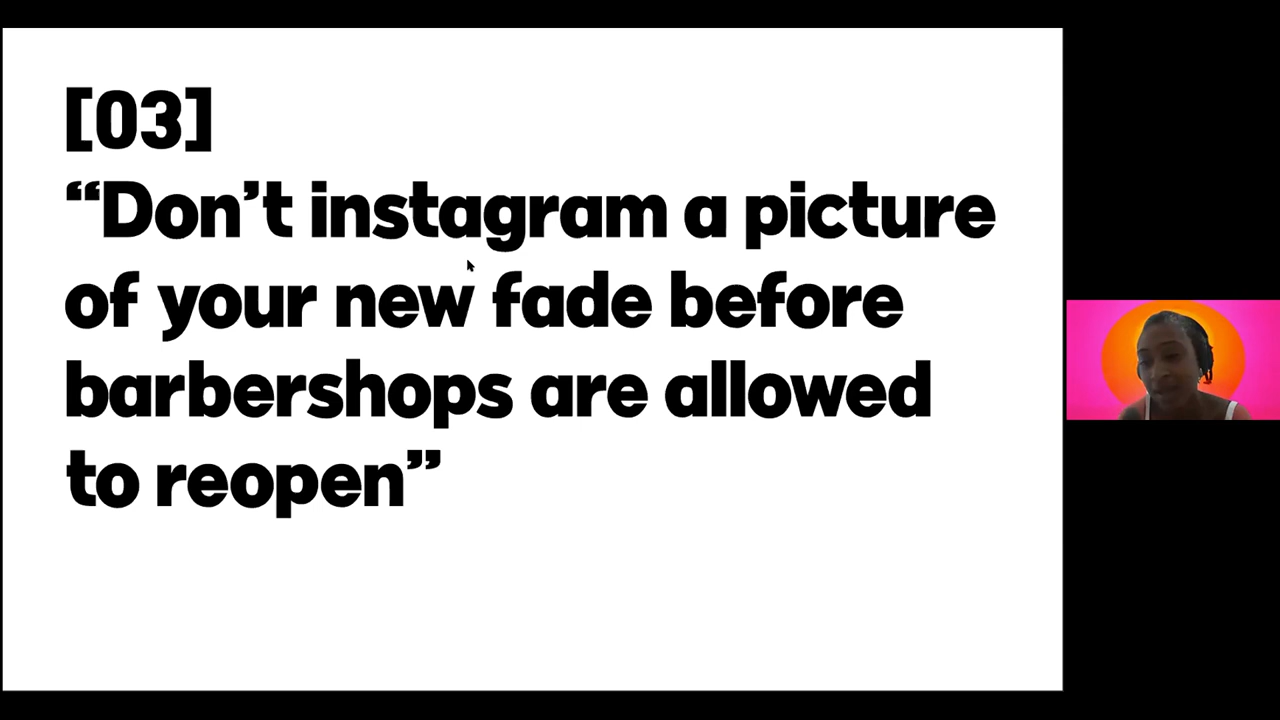 [03]
“Don’t instagram a picture
of your new fade before
barbershops are allowed
to reopen”